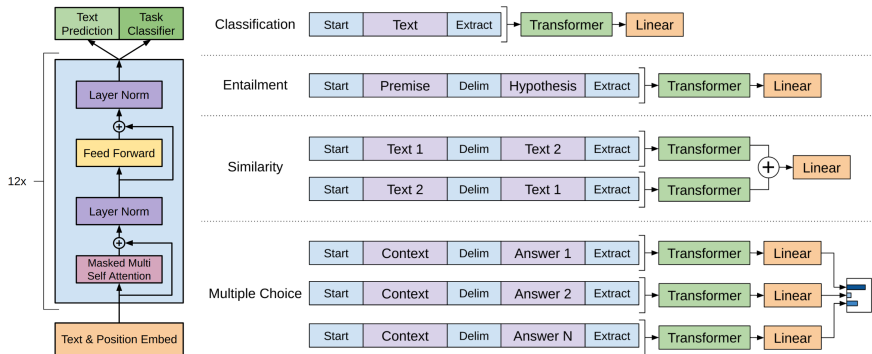 Text Prediction
Task Classifier
12x
Layer Norm
Feed Forward
Layer Norm
Masked Multi
Self Attention
Text & Position Embed
Classification
Start Text Extract Transformer Linear
Entailment
Start Premise Delim Hypothesis Extract Transformer Linear
Similarity
Start Text 1 Delim Text 2 Extract Transformer
Start Text 2 Delim Text 1 Extract Transformer
Linear
Multiple Choice
Start Context Delim Answer 1 Extract Transformer Linear
Start Context Delim Answer 2 Extract Transformer Linear
Start Context Delim Answer N Extract Transformer Linear